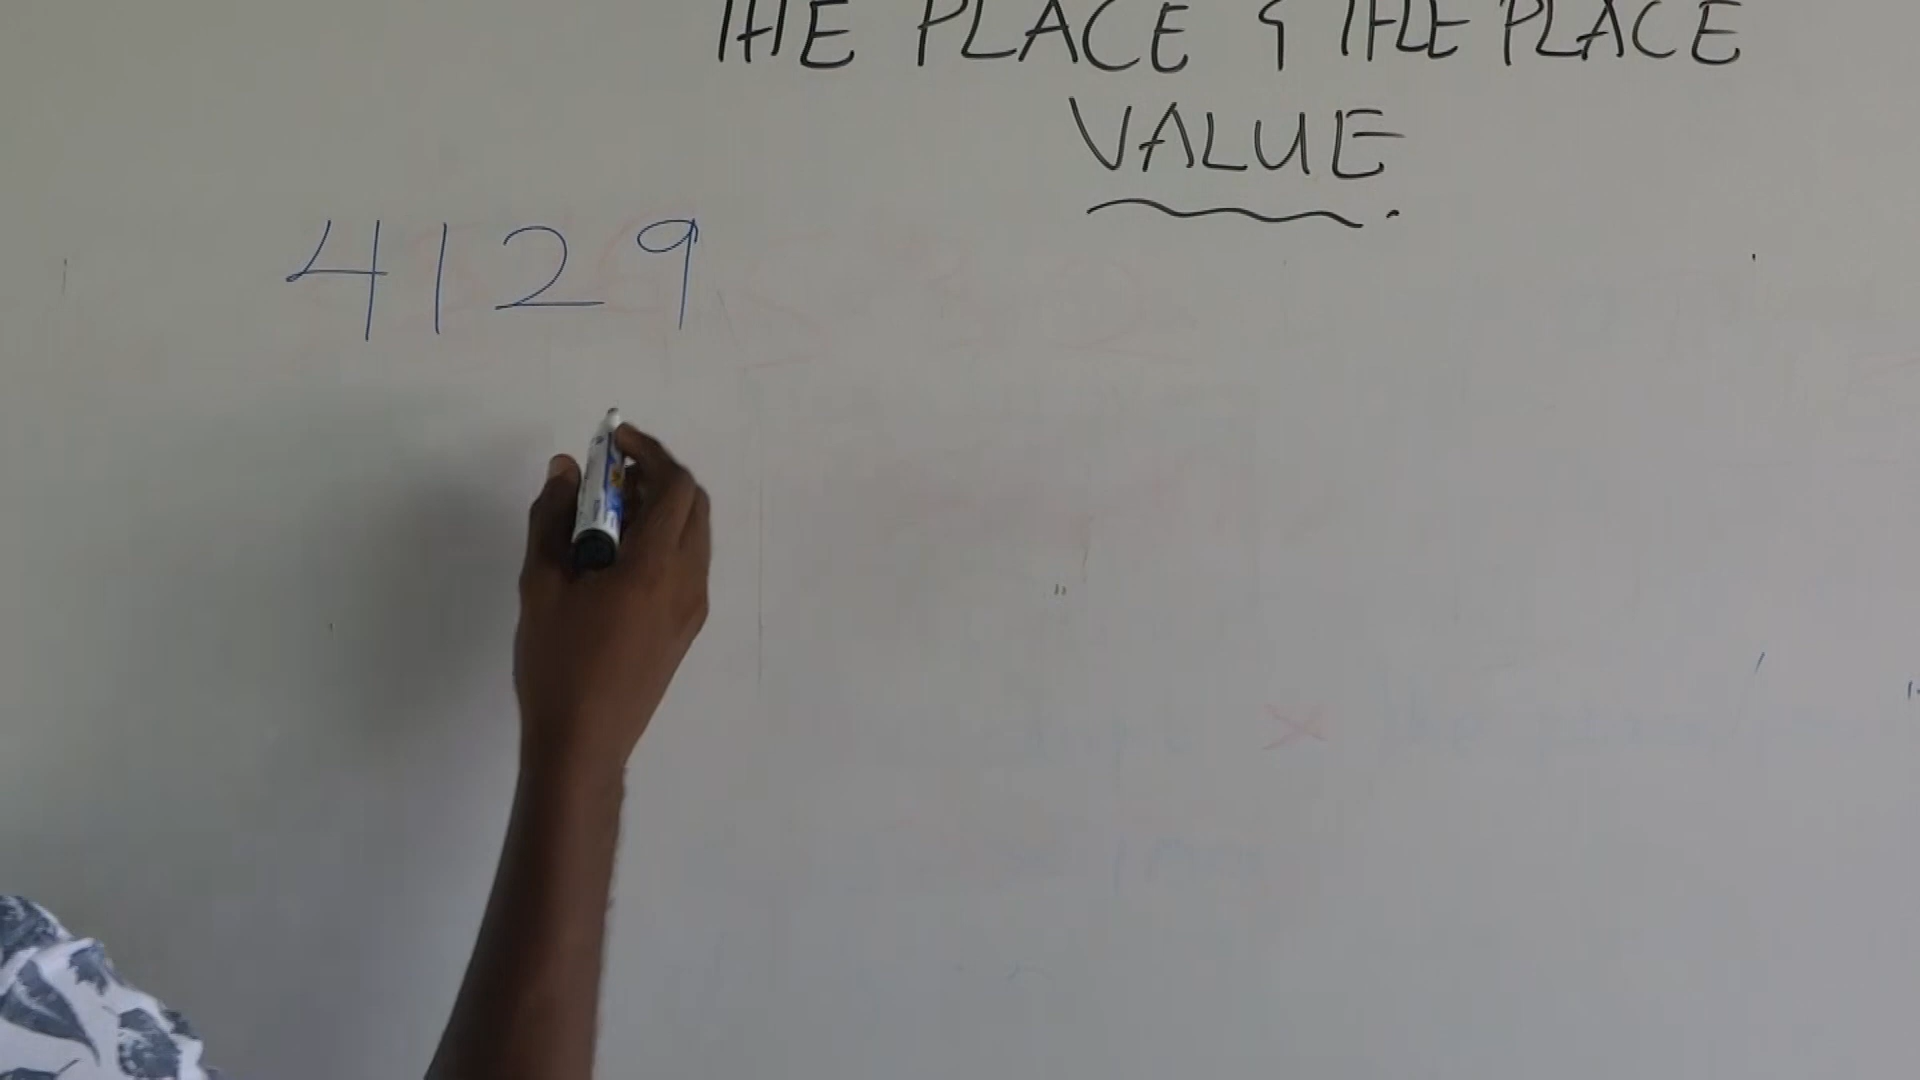 THE PLACE & THE PLACE
VALUE.
4129